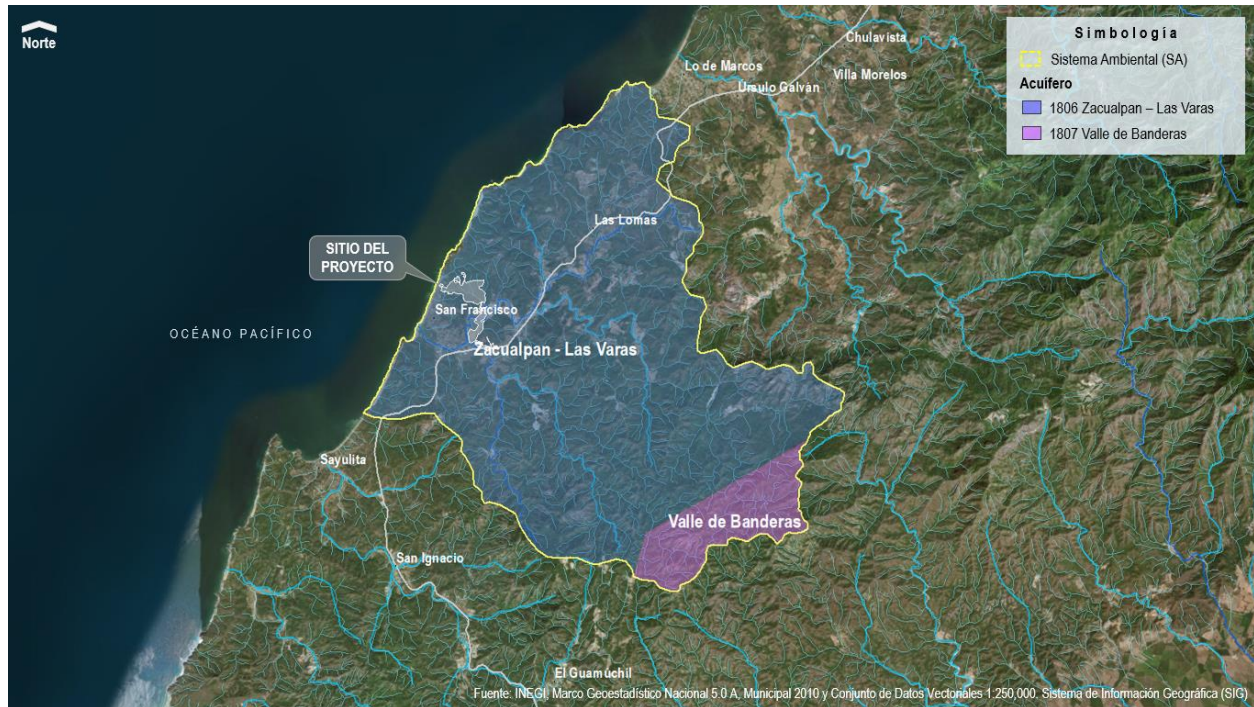 Norte
Simbología
Sistema Ambiental (SA)
Acuífero
1806 Zacualpan – Las Varas
1807 Valle de Banderas
Chulavista
Lo de Marcos
Villa Morelos
Úrsulo Galván
Las Lomas
SITIO DEL
PROYECTO
San Francisco
OCÉANO PACÍFICO
Zacualpan - Las Varas
Sayulita
Valle de Banderas
San Ignacio
El Guamúchil
Fuente: INEGI, Marco Geoestadístico Nacional 5.0 A, Municipal 2010 y Conjunto de Datos Vectoriales 1:250,000. Sistema de Información Geográfica (SIG)